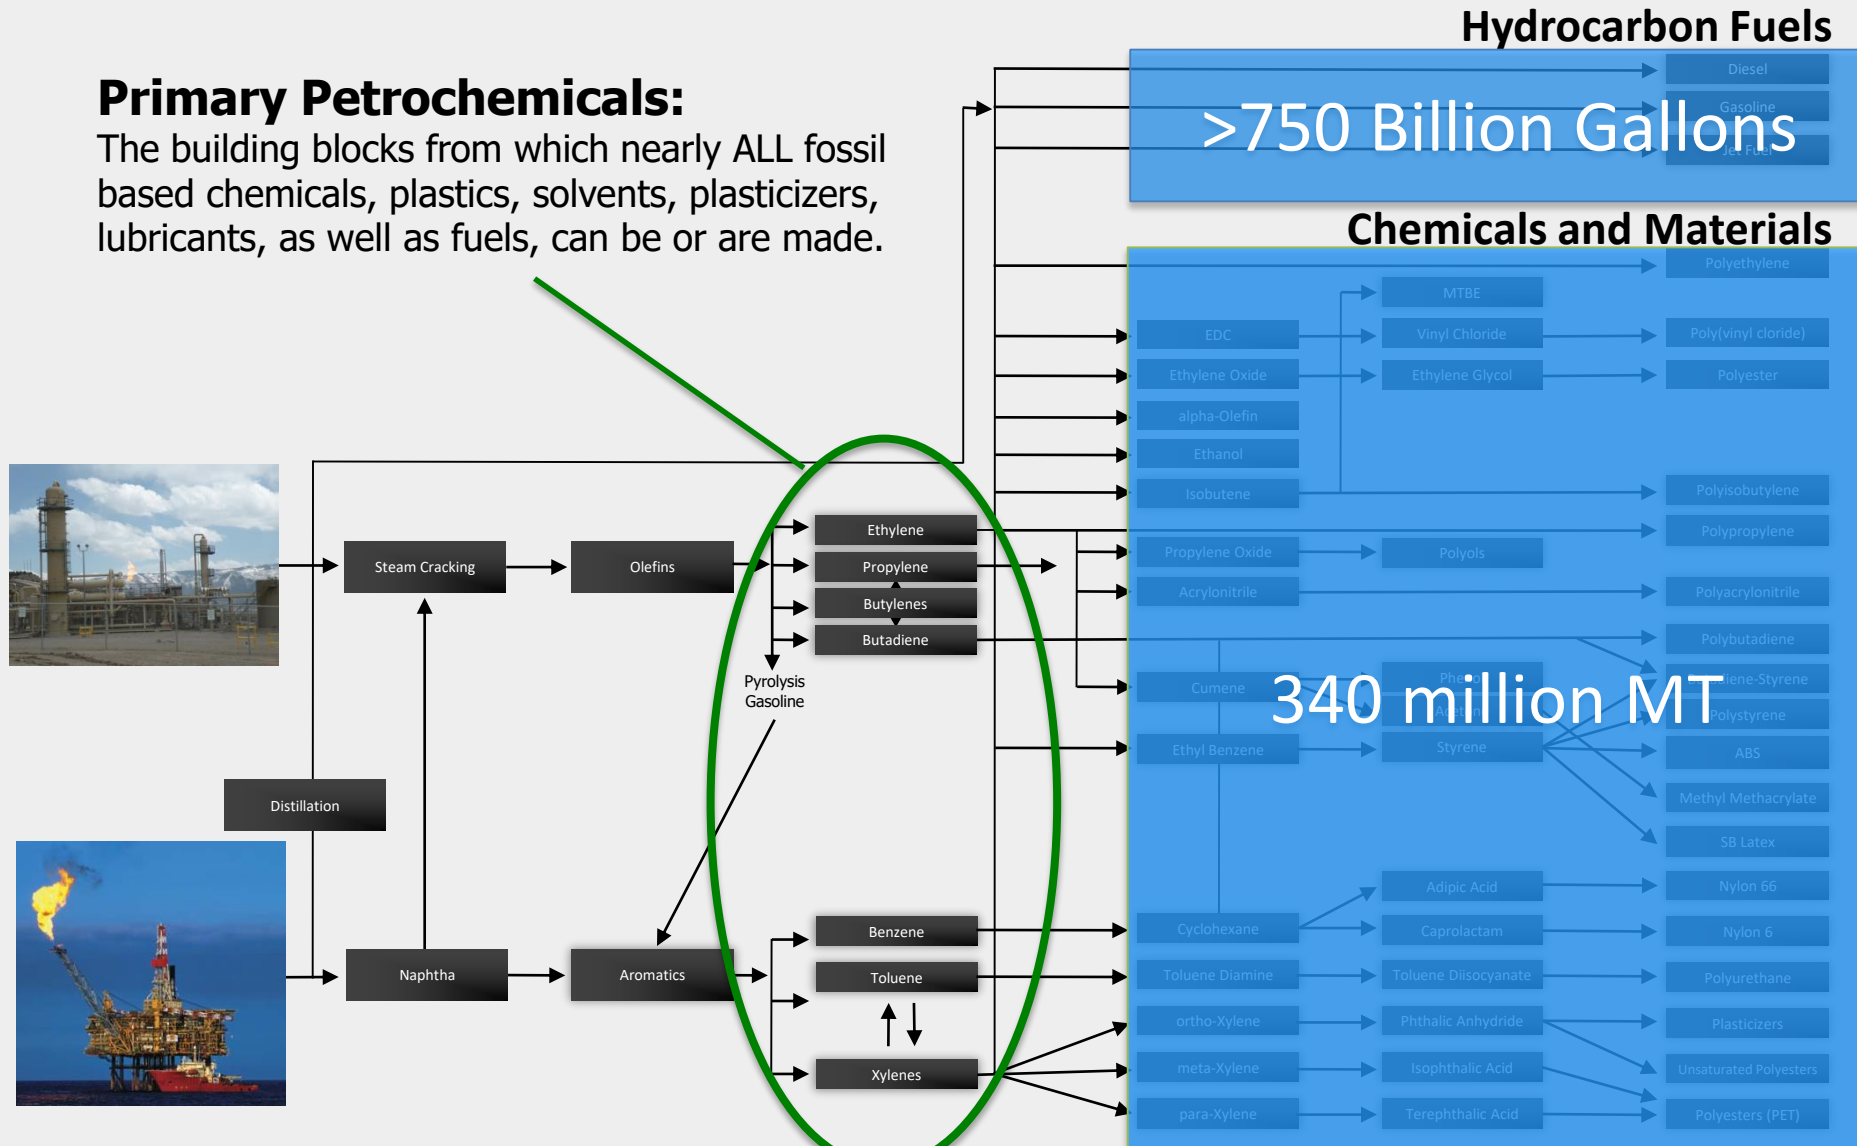 Hydrocarbon Fuels
Primary Petrochemicals:
The building blocks from which nearly ALL fossil
based chemicals, plastics, solvents, plasticizers,
lubricants, as well as fuels, can be or are made.
Diesel
Gasoline
>750 Billion Gallons
Jet Fuel
Chemicals and Materials
Polyethylene
MTBE
EDC
Vinyl Chloride
Poly(vinyl cloride)
Ethylene Oxide
Ethylene Glycol
Polyester
alpha-Olefin
Ethanol
Isobutene
Polyisobutylene
Ethylene
Polypropylene
Propylene Oxide
Polyols
Steam Cracking
Olefins
Propylene
Acrylonitrile
Polyacrylonitrile
Butylenes
Butadiene
Polybutadiene
Pyrolysis
Gasoline
Cumene
340 million MT
Polystyrene
Ethyl Benzene
Styrene
ABS
Distillation
Methyl Methacrylate
SB Latex
Adipic Acid
Nylon 66
Benzene
Cyclohexane
Caprolactam
Nylon 6
Naphtha
Aromatics
Toluene
Toluene Diamine
Toluene Diisocyanate
Polyurethane
ortho-Xylene
Phthalic Anhydride
Plasticizers
Xylenes
meta-Xylene
Isophthalic Acid
Unsaturated Polyesters
para-Xylene
Terephthalic Acid
Polyesters (PET)